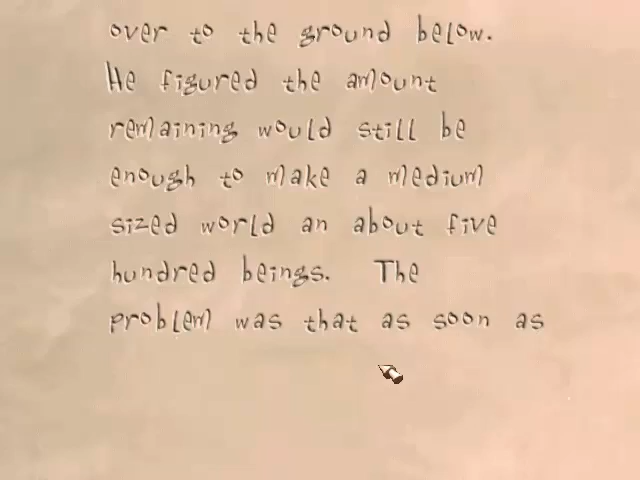 over to the ground below.
He figured the amount
remaining would still be
enough to make a medium
sized world an about five
hundred beings. The
problem was that as soon as